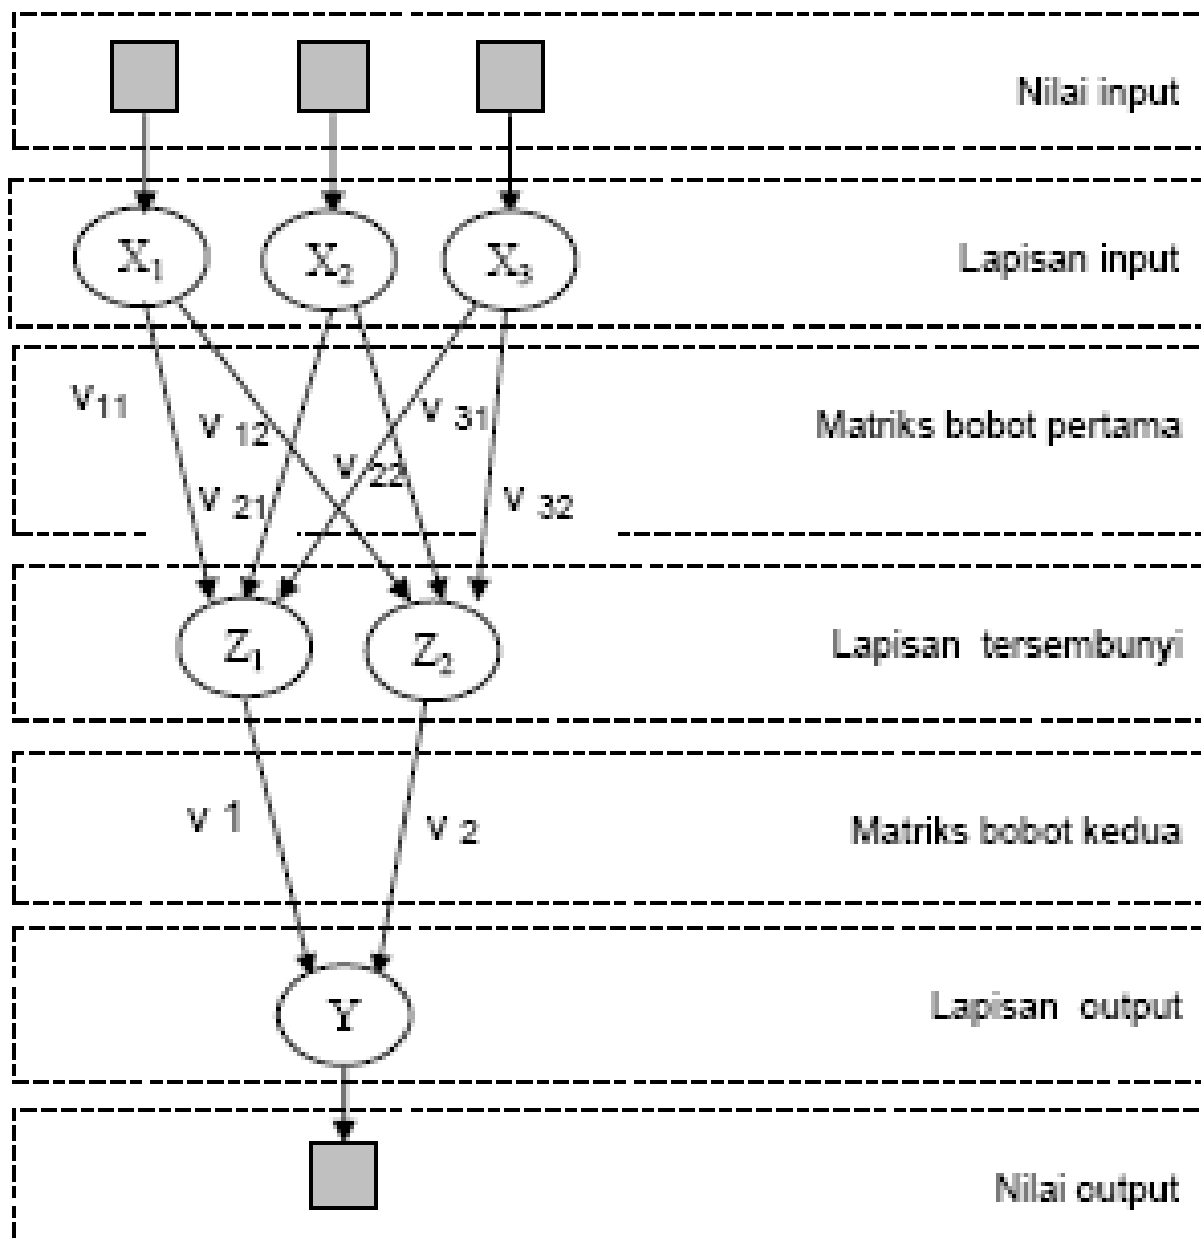 Nilai input
X1 X2 X3
Lapisan input
v11 v 12 v 31
Matriks bobot pertama
v 21 v 22 v 32
Z1 Z2
Lapisan tersembunyi
v 1 v 2
Matriks bobot kedua
Y
Lapisan output
Nilai output